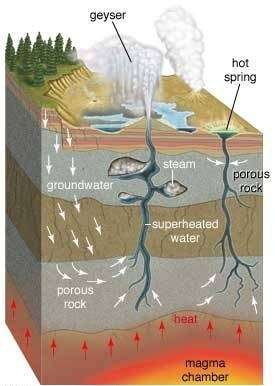 geyser
hot
spring
steam
groundwater
porous
rock
superheated
water
porous
rock
heat
magma
chamber